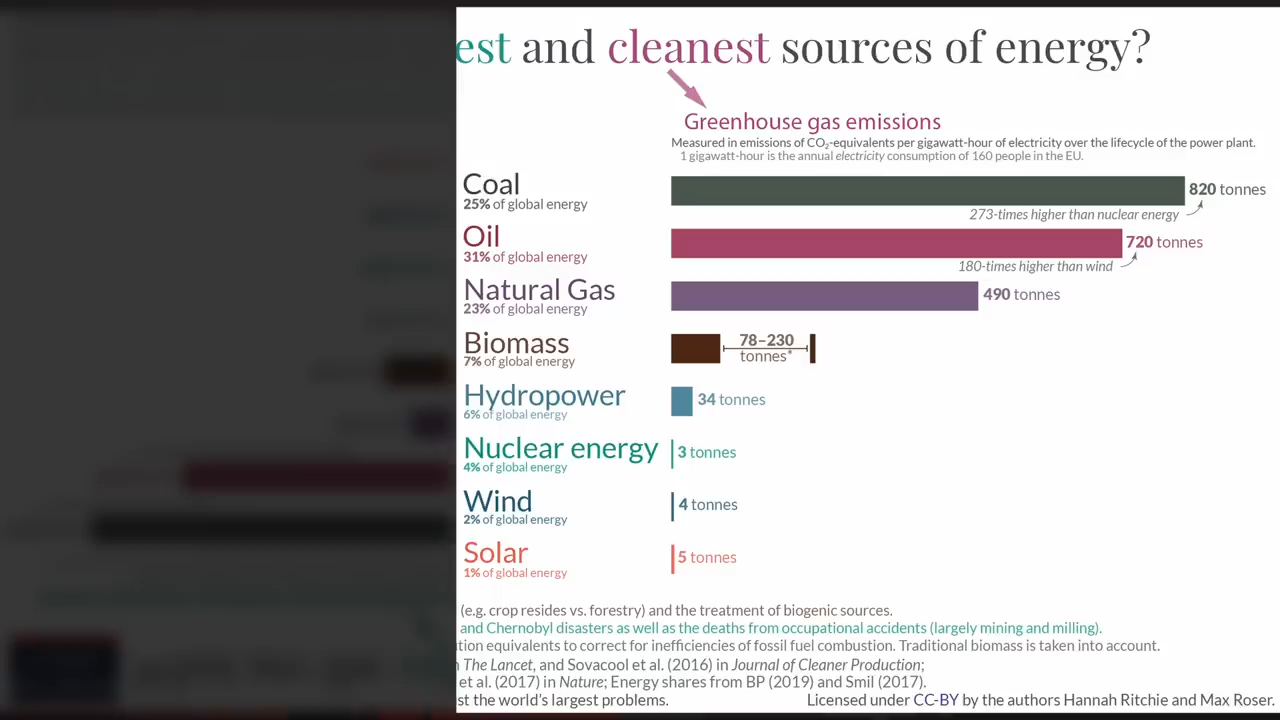 est and cleanest sources of energy?
Greenhouse gas emissions
Measured in emissions of CO₂-equivalents per gigawatt-hour of electricity over the lifecycle of the power plant.
1 gigawatt-hour is the annual electricity consumption of 160 people in the EU.
Coal
25% of global energy
820 tonnes
273-times higher than nuclear energy
Oil
31% of global energy
720 tonnes
180-times higher than wind
Natural Gas
23% of global energy
490 tonnes
Biomass
7% of global energy
78–230
tonnes*
Hydropower
6% of global energy
34 tonnes
Nuclear energy
4% of global energy
3 tonnes
Wind
2% of global energy
4 tonnes
Solar
1% of global energy
5 tonnes
(e.g. crop resides vs. forestry) and the treatment of biogenic sources.
and Chernobyl disasters as well as the deaths from occupational accidents (largely mining and milling).
tion equivalents to correct for inefficiencies of fossil fuel combustion. Traditional biomass is taken into account.
n The Lancet, and Sovacool et al. (2016) in Journal of Cleaner Production;
et al. (2017) in Nature; Energy shares from BP (2019) and Smil (2017).
st the world's largest problems.
Licensed under CC-BY by the authors Hannah Ritchie and Max Roser.